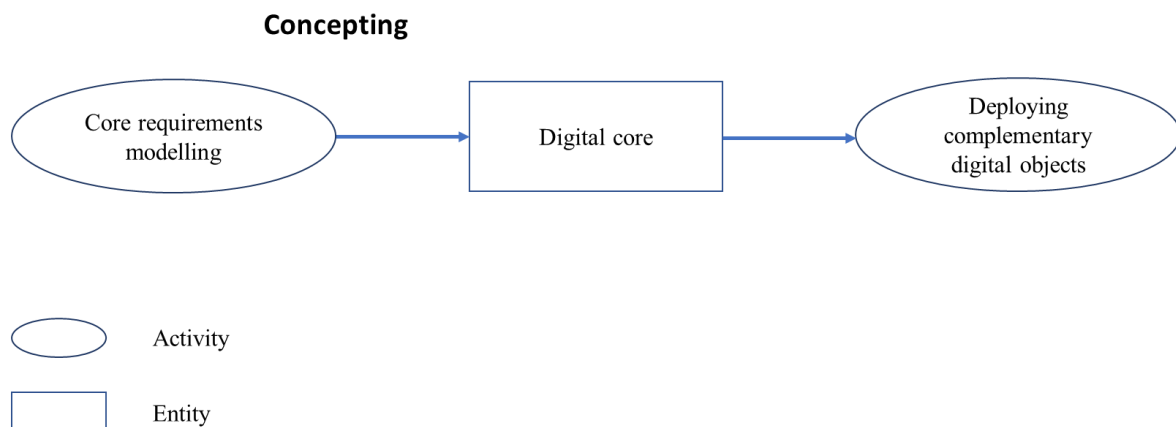 Concepting
Core requirements
modelling
Digital core
Deploying
complementary
digital objects
Activity
Entity